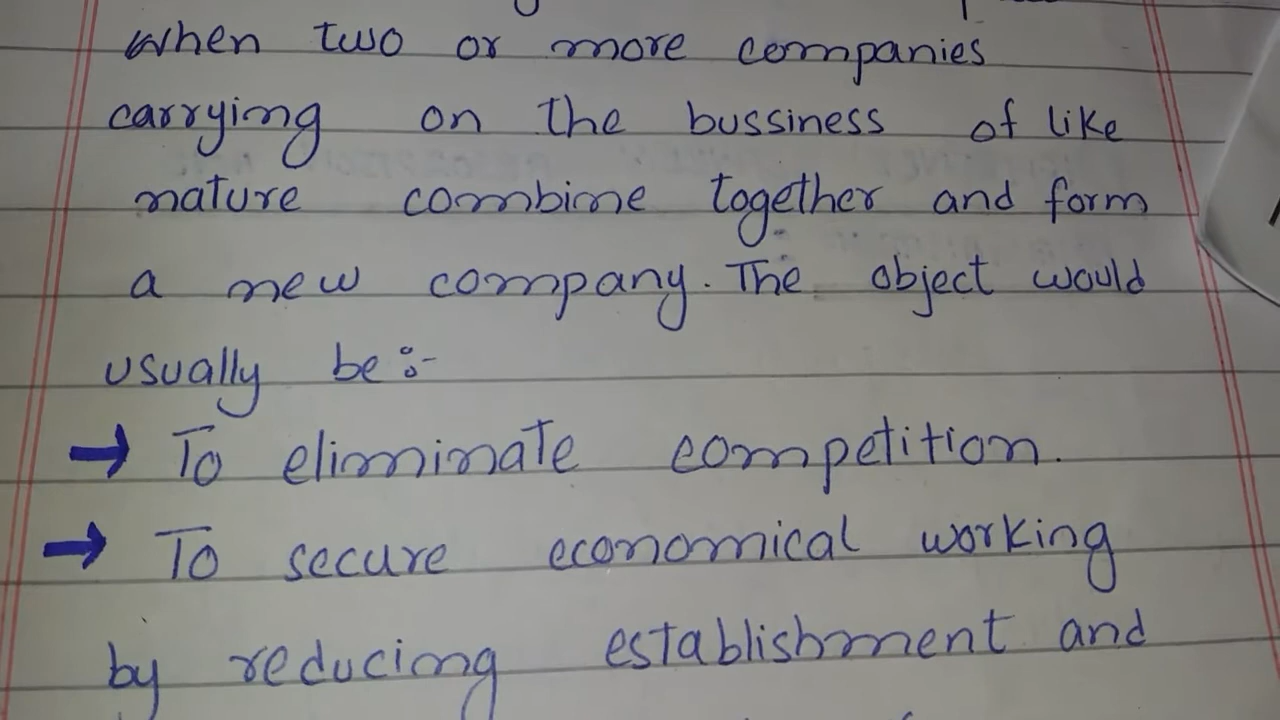 when two or more companies
carrying on the bussiness of like
nature combine together and form
a new company. The object would
usually be :-
→ To eliminate competition.
→ To secure economical working
by reducing establishment and